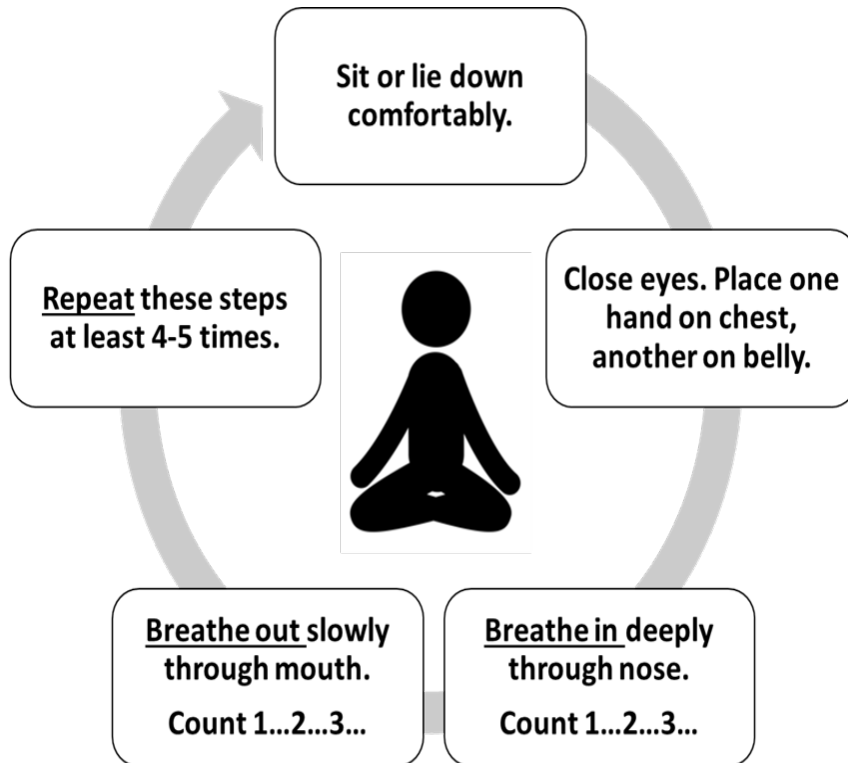 Sit or lie down
comfortably.
Close eyes. Place one
hand on chest,
another on belly.
Breathe in deeply
through nose.
Count 1...2...3...
Breathe out slowly
through mouth.
Count 1...2...3...
Repeat these steps
at least 4-5 times.